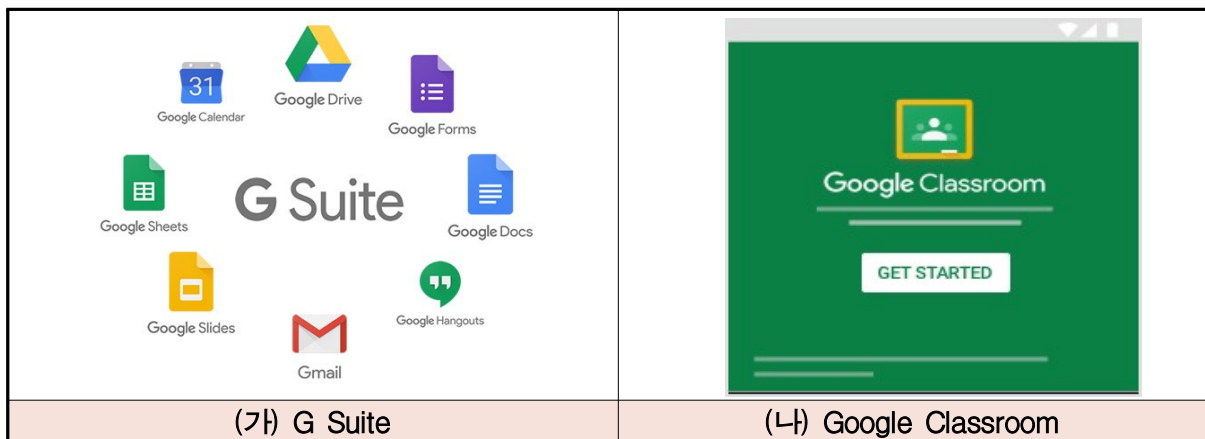 31
Google Drive
Google Calendar
Google Forms
Google Sheets
G Suite
Google Docs
Google Slides
Google Hangouts
Gmail
Google Classroom
GET STARTED
(가) G Suite
(나) Google Classroom